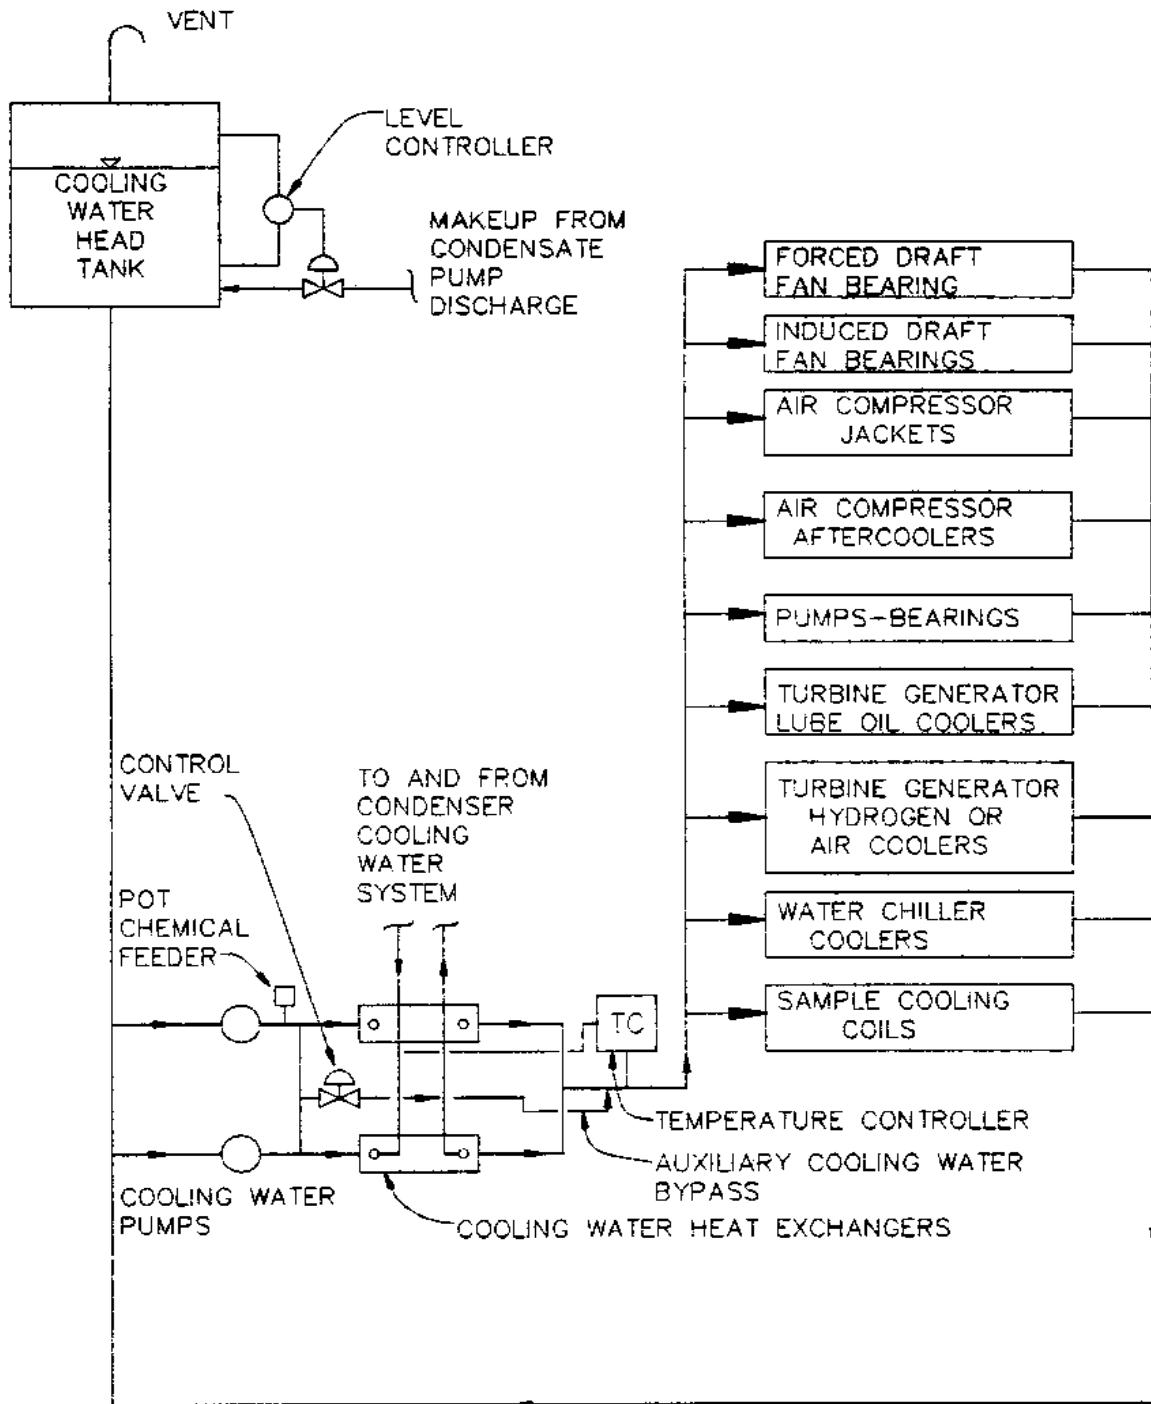 VENT
LEVEL
CONTROLLER
COOLING
WATER
HEAD
TANK
MAKEUP FROM
CONDENSATE
PUMP
DISCHARGE
FORCED DRAFT
FAN BEARING
INDUCED DRAFT
FAN BEARINGS
AIR COMPRESSOR
JACKETS
AIR COMPRESSOR
AFTERCOOLERS
PUMPS-BEARINGS
TURBINE GENERATOR
LUBE OIL COOLERS
TURBINE GENERATOR
HYDROGEN OR
AIR COOLERS
WATER CHILLER
COOLERS
SAMPLE COOLING
COILS
CONTROL
VALVE
TO AND FROM
CONDENSER
COOLING
WATER
SYSTEM
POT
CHEMICAL
FEEDER
TC
TEMPERATURE CONTROLLER
AUXILIARY COOLING WATER
BYPASS
COOLING WATER
PUMPS
COOLING WATER HEAT EXCHANGERS